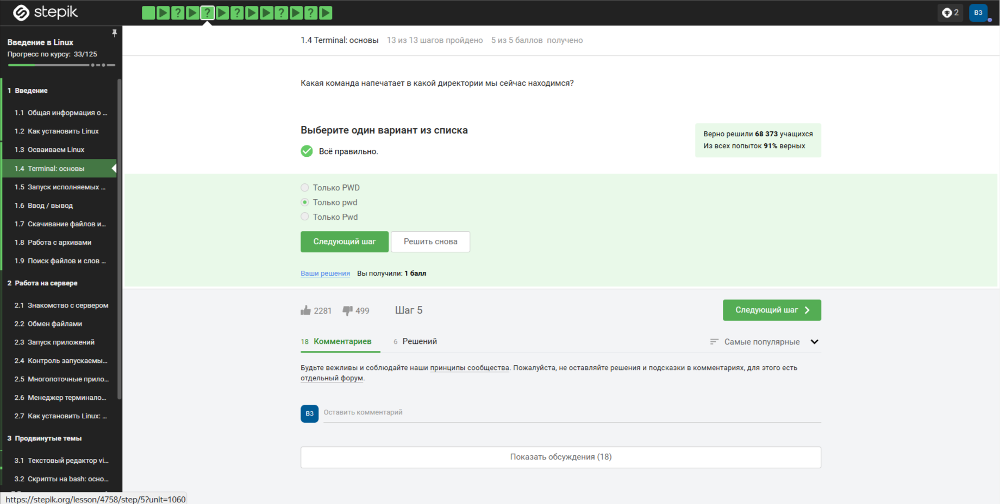 stepik
2
ВЗ
Введение в Linux
Прогресс по курсу: 33/125
1 Введение
1.1 Общая информация о ...
1.2 Как установить Linux
1.3 Осваиваем Linux
1.4 Terminal: основы
1.5 Запуск исполняемых ...
1.6 Ввод / вывод
1.7 Скачивание файлов и...
1.8 Работа с архивами
1.9 Поиск файлов и слов ...
2 Работа на сервере
2.1 Знакомство с сервером
2.2 Обмен файлами
2.3 Запуск приложений
2.4 Контроль запускаемы...
2.5 Многопоточные прило...
2.6 Менеджер терминало...
2.7 Как установить Linux: ...
3 Продвинутые темы
3.1 Текстовый редактор vi...
3.2 Скрипты на bash: осно...
https://stepik.org/lesson/4758/step/5?unit=1060
1.4 Terminal: основы 13 из 13 шагов пройдено 5 из 5 баллов получено
Какая команда напечатает в какой директории мы сейчас находимся?
Выберите один вариант из списка
Всё правильно.
Верно решили 68 373 учащихся
Из всех попыток 91% верных
Только PWD
Только pwd
Только Pwd
Следующий шаг Решить снова
Ваши решения Вы получили: 1 балл
2281 499 Шаг 5
Следующий шаг
18 Комментариев 6 Решений
Самые популярные
Будьте вежливы и соблюдайте наши принципы сообщества. Пожалуйста, не оставляйте решения и подсказки в комментариях, для этого есть
отдельный форум.
ВЗ Оставить комментарий
Показать обсуждения (18)